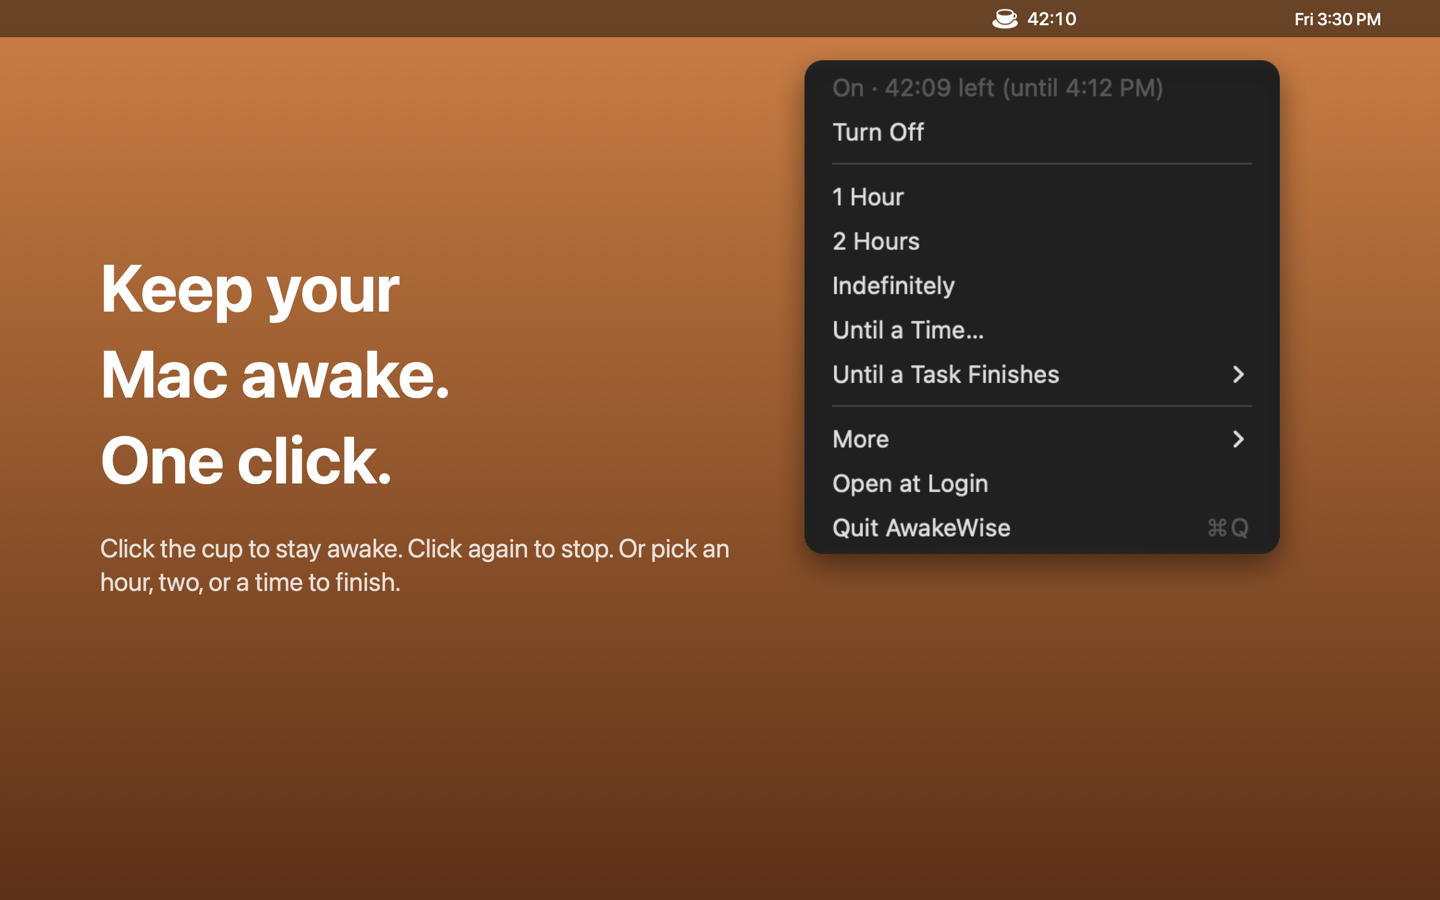 42:10
Fri 3:30 PM
On · 42:09 left (until 4:12 PM)
Turn Off
1 Hour
2 Hours
Indefinitely
Until a Time...
Until a Task Finishes
More
Open at Login
Quit AwakeWise ⌘Q
Keep your
Mac awake.
One click.
Click the cup to stay awake. Click again to stop. Or pick an
hour, two, or a time to finish.